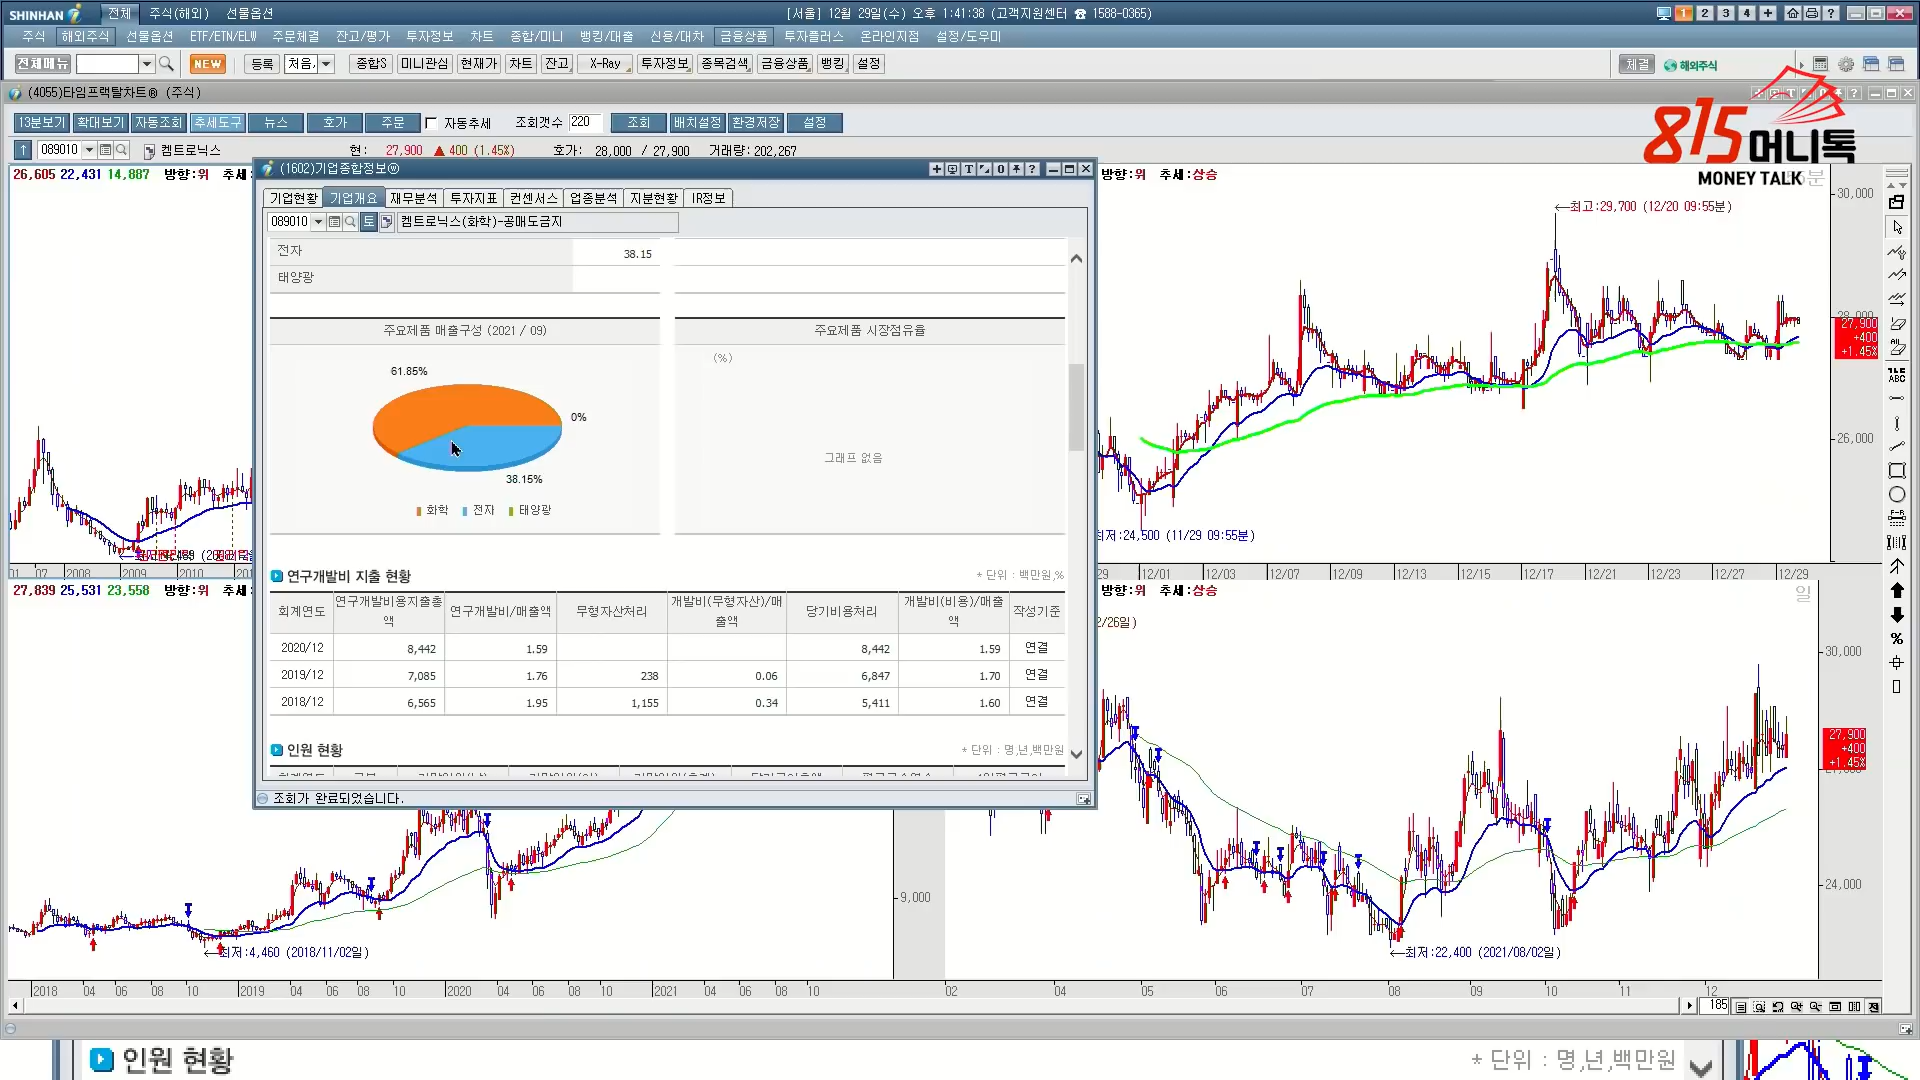 SHINHAN i 전체 주식(해외) 선물옵션 [서울] 12월 29일(수) 오후 1:41:38 (고객지원센터 ☎ 1588-0365) 1 2 3 4
주식 해외주식 선물옵션 ETF/ETN/ELW 주문체결 잔고/평가 투자정보 차트 종합/미니 뱅킹/대출 신용/대차 금융상품 투자플러스 온라인지점 설정/도우미
전체메뉴 NEW 등록 처음, 종합S 미니관심 현재가 차트 잔고 X-Ray 투자정보 종목검색 금융상품 뱅킹 설정 체결 해외주식
(4055)타임프랙탈차트® (주식)
815머니톡
MONEY TALK
13분보기 확대보기 자동조회 추세도구 뉴스 호가 주문 자동추세 조회갯수 220 조회 배치설정 환경저장 설정
089010 켐트로닉스 현: 27,900 ▲ 400 (1.45%) 호가: 28,000 / 27,900 거래량: 202,267
26,605 22,431 14,887 방향:위 추세
(1602)기업종합정보®
기업현황 기업개요 재무분석 투자지표 컨센서스 업종분석 지분현황 IR정보
089010 토 켐트로닉스(화학)-공매도금지
전자 38.15
태양광
주요제품 매출구성 (2021 / 09) 주요제품 시장점유율
(%)
61.85%
0%
38.15%
그래프 없음
화학 전자 태양광
연구개발비 지출 현황 * 단위 : 백만원,%
회계연도 연구개발비용지출총액 연구개발비/매출액 무형자산처리 개발비(무형자산)/매출액 당기비용처리 개발비(비용)/매출액 작성기준
2020/12 8,442 1.59 8,442 1.59 연결
2019/12 7,085 1.76 238 0.06 6,847 1.70 연결
2018/12 6,565 1.95 1,155 0.34 5,411 1.60 연결
인원 현황 * 단위 : 명,년,백만원
조회가 완료되었습니다.
방향:위 추세:상승
←최고:29,700 (12/20 09:55분)
30,000
27,900
+400
+1.45%
26,000
최저:24,500 (11/29 09:55분)
29 12/01 12/03 12/07 12/09 12/13 12/15 12/17 12/21 12/23 12/27 12/29
07 2008 2009 2010
27,839 25,531 23,558 방향:위 추세
방향:위 추세:상승
일
2/26일)
30,000
27,900
+400
+1.45%
24,000
9,000
←최저:4,460 (2018/11/02일)
←최저:22,400 (2021/08/02일)
2018 04 06 08 10 2019 04 06 08 10 2020 04 06 08 10 2021 04 06 08 10
02 04 05 06 07 08 09 10 11 12
185
인원 현황 * 단위 : 명,년,백만원